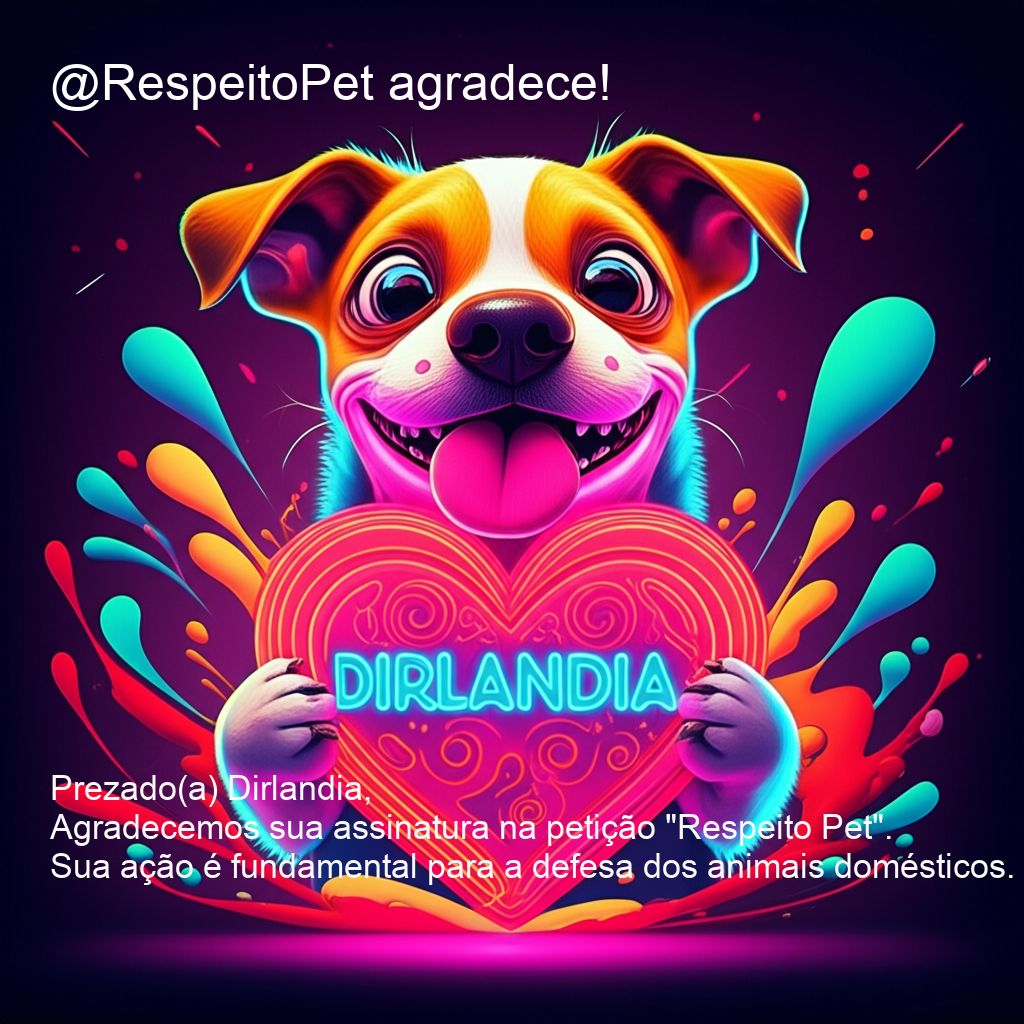 @RespeitoPet agradece!
DIRLANDIA
Prezado(a) Dirlandia,
Agradecemos sua assinatura na petição "Respeito Pet".
Sua ação é fundamental para a defesa dos animais domésticos.